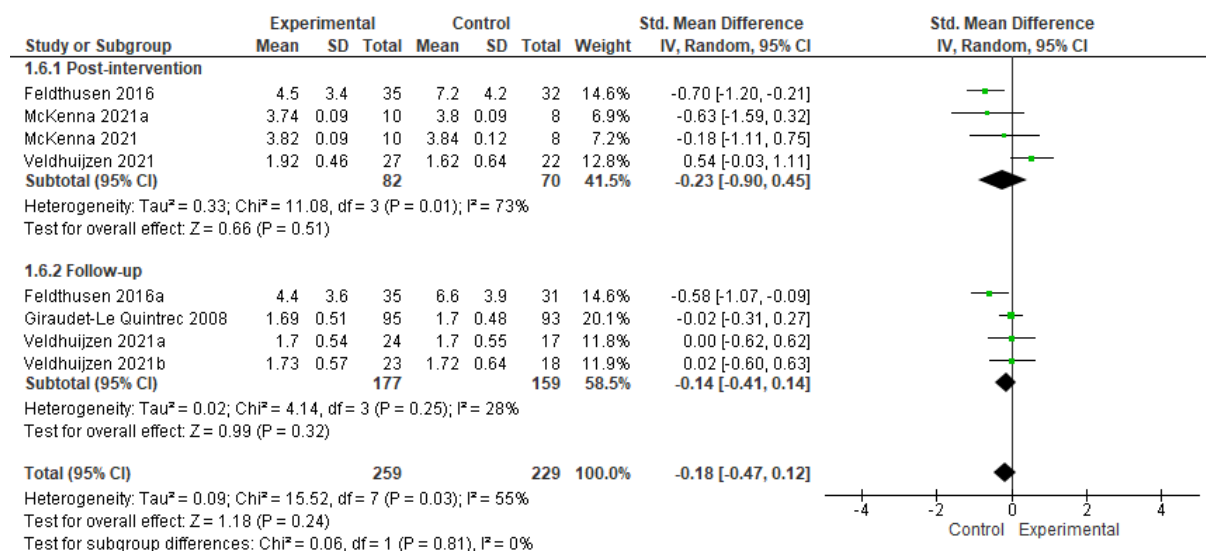 Experimental Control Std. Mean Difference Std. Mean Difference
Study or Subgroup Mean SD Total Mean SD Total Weight IV, Random, 95% CI IV, Random, 95% CI
1.6.1 Post-intervention
Feldthusen 2016 4.5 3.4 35 7.2 4.2 32 14.6% -0.70 [-1.20, -0.21]
McKenna 2021a 3.74 0.09 10 3.8 0.09 8 6.9% -0.63 [-1.59, 0.32]
McKenna 2021 3.82 0.09 10 3.84 0.12 8 7.2% -0.18 [-1.11, 0.75]
Veldhuijzen 2021 1.92 0.46 27 1.62 0.64 22 12.8% 0.54 [-0.03, 1.11]
Subtotal (95% CI) 82 70 41.5% -0.23 [-0.90, 0.45]
Heterogeneity: Tau² = 0.33; Chi² = 11.08, df = 3 (P = 0.01); I² = 73%
Test for overall effect: Z = 0.66 (P = 0.51)
1.6.2 Follow-up
Feldthusen 2016a 4.4 3.6 35 6.6 3.9 31 14.6% -0.58 [-1.07, -0.09]
Giraudet-Le Quintrec 2008 1.69 0.51 95 1.7 0.48 93 20.1% -0.02 [-0.31, 0.27]
Veldhuijzen 2021a 1.7 0.54 24 1.7 0.55 17 11.8% 0.00 [-0.62, 0.62]
Veldhuijzen 2021b 1.73 0.57 23 1.72 0.64 18 11.9% 0.02 [-0.60, 0.63]
Subtotal (95% CI) 177 159 58.5% -0.14 [-0.41, 0.14]
Heterogeneity: Tau² = 0.02; Chi² = 4.14, df = 3 (P = 0.25); I² = 28%
Test for overall effect: Z = 0.99 (P = 0.32)
Total (95% CI) 259 229 100.0% -0.18 [-0.47, 0.12]
Heterogeneity: Tau² = 0.09; Chi² = 15.52, df = 7 (P = 0.03); I² = 55%
Test for overall effect: Z = 1.18 (P = 0.24)
Test for subgroup differences: Chi² = 0.06, df = 1 (P = 0.81), I² = 0%
-4 -2 0 2 4
Control Experimental